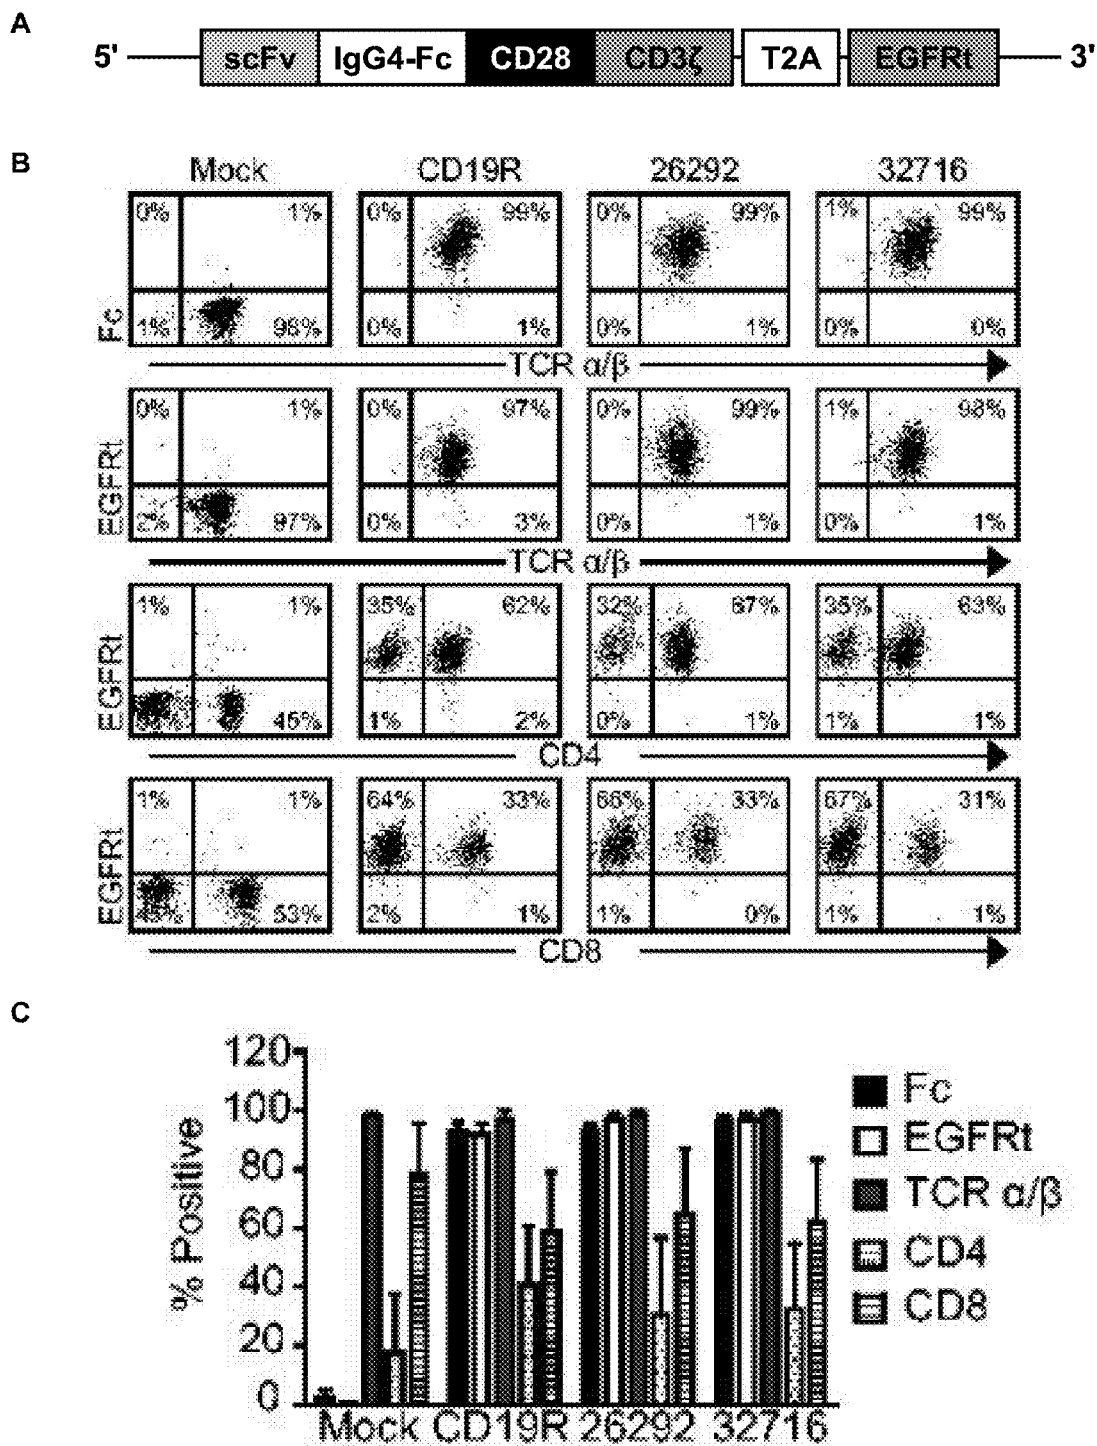 A
5' scFv IgG4-Fc CD28 CD3ζ T2A EGFRt 3'
B
Mock CD19R 26292 32716
0% 1% 0% 99% 0% 99% 1% 99%
Fc
1% 98% 0% 1% 0% 1% 0% 0%
TCR α/β
0% 1% 0% 97% 0% 99% 1% 98%
EGFRt
2% 97% 0% 3% 0% 1% 0% 1%
TCR α/β
1% 1% 35% 62% 32% 67% 35% 63%
EGFRt
45% 1% 2% 0% 1% 1% 1%
CD4
1% 1% 64% 33% 66% 33% 67% 31%
EGFRt
53% 2% 1% 1% 0% 1% 1%
CD8
C
120
100
80
60
40
20
0
% Positive
Mock CD19R 26292 32716
Fc
EGFRt
TCR α/β
CD4
CD8